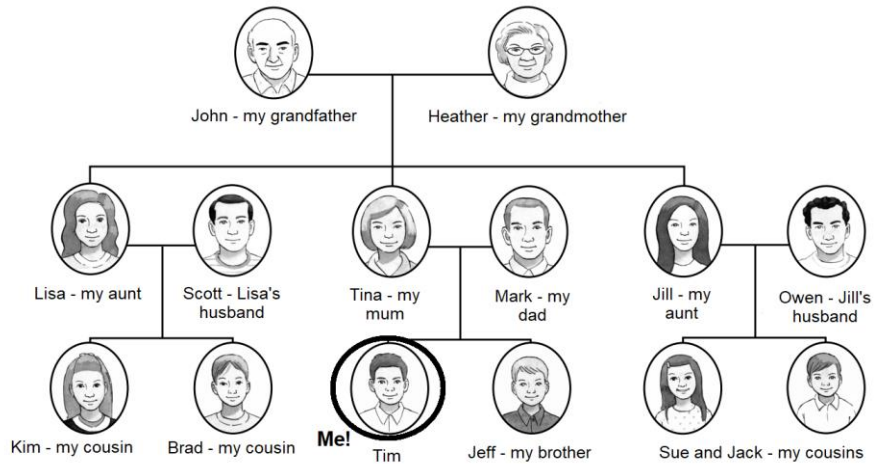 John - my grandfather
Heather - my grandmother
Lisa - my aunt
Scott - Lisa's
husband
Tina - my
mum
Mark - my
dad
Jill - my
aunt
Owen - Jill's
husband
Kim - my cousin
Brad - my cousin
Me!
Tim
Jeff - my brother
Sue and Jack - my cousins